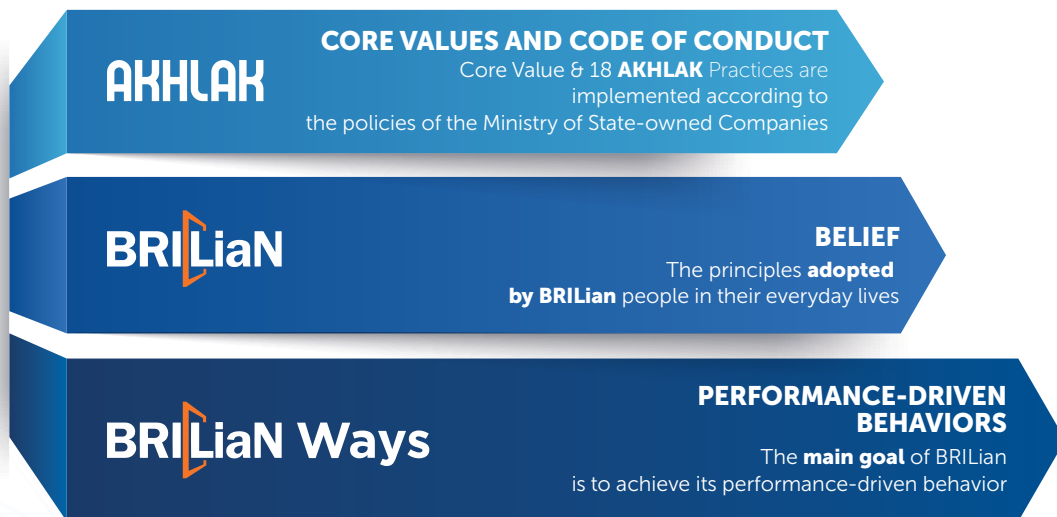 AKHLAK
CORE VALUES AND CODE OF CONDUCT
Core Value & 18 AKHLAK Practices are
implemented according to
the policies of the Ministry of State-owned Companies
BRILiaN
BELIEF
The principles adopted
by BRILian people in their everyday lives
BRILiaN Ways
PERFORMANCE-DRIVEN
BEHAVIORS
The main goal of BRILian
is to achieve its performance-driven behavior